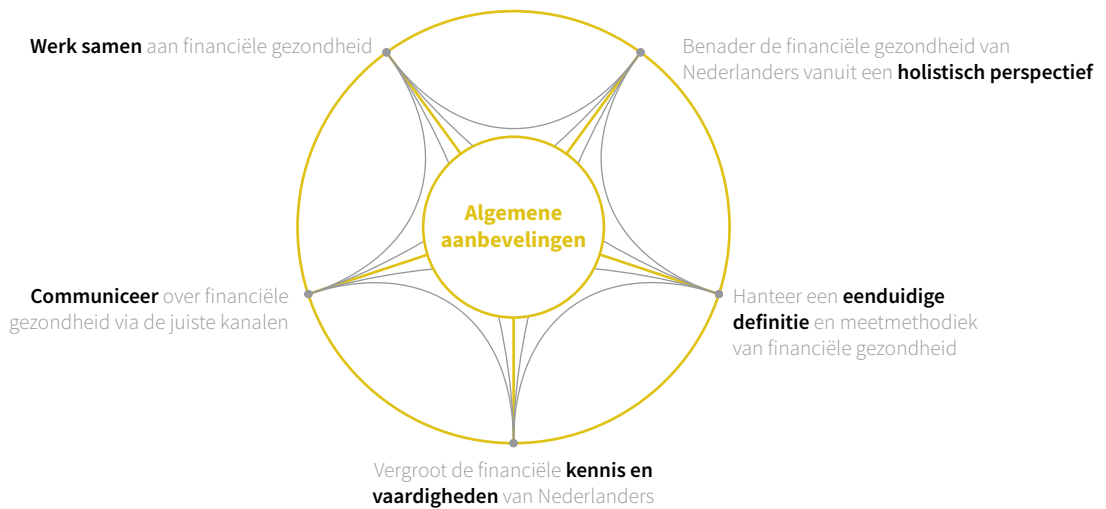 Werk samen aan financiële gezondheid
Benader de financiële gezondheid van
Nederlanders vanuit een holistisch perspectief
Algemene
aanbevelingen
Communiceer over financiële
gezondheid via de juiste kanalen
Hanteer een eenduidige
definitie en meetmethodiek
van financiële gezondheid
Vergroot de financiële kennis en
vaardigheden van Nederlanders